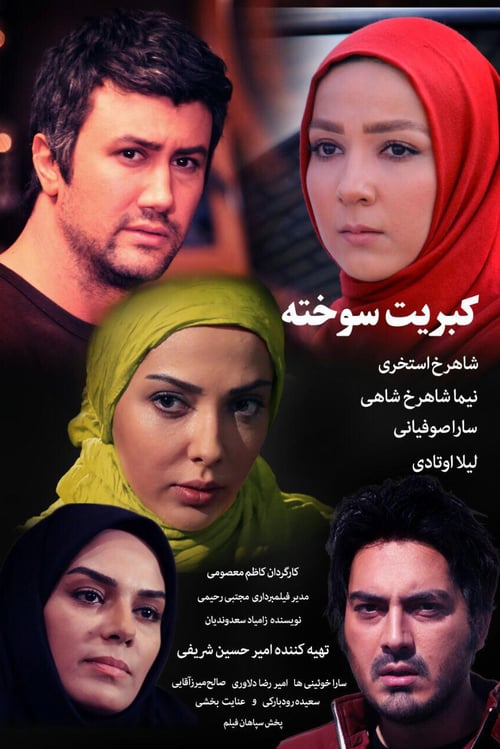 کبریت سوخته
شاهرخ استخری
نیما شاهرخ شاهی
سارا صوفیانی
لیلا اوتادی
کارگردان کاظم معصومی
مدیر فیلمبرداری مجتبی رحیمی
نویسنده زامیاد سعدوندیان
تهیه کننده امیر حسین شریفی
سارا خوئینی ها امیر رضا دلاوری صالح میرزآقایی
سعیده رودبارکی و عنایت بخشی
پخش سپاهان فیلم